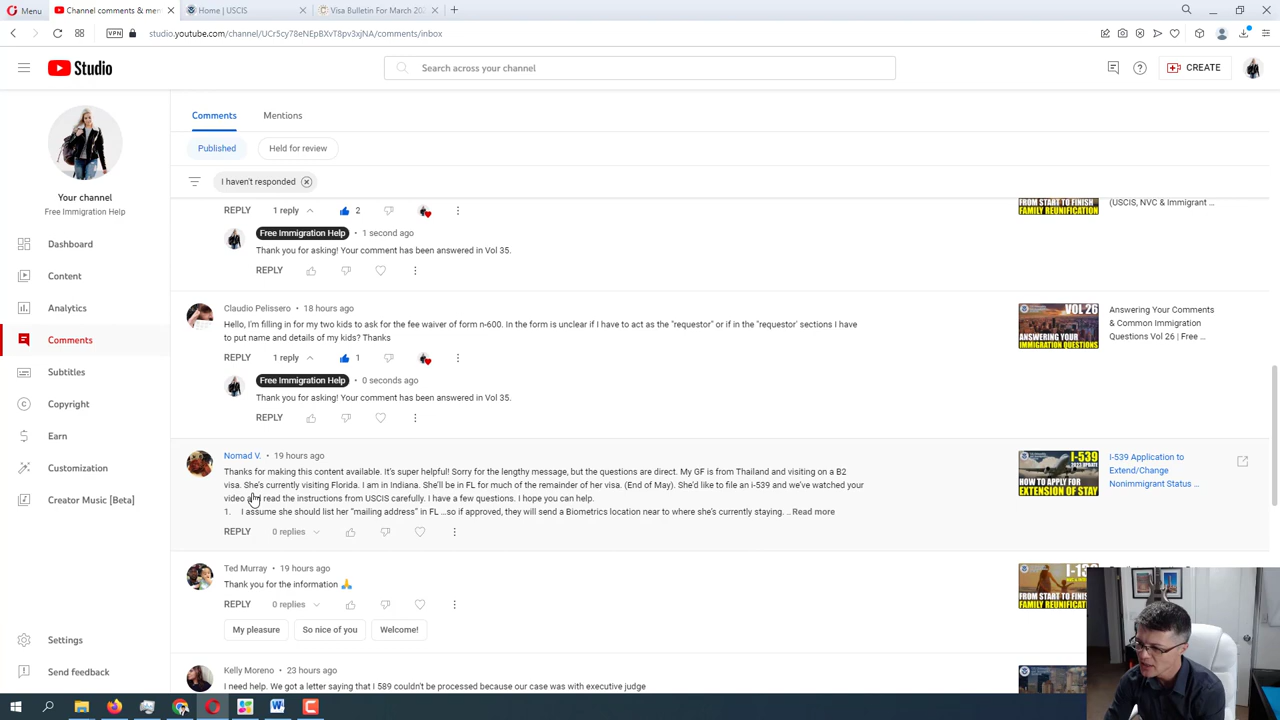 Menu
Channel comments & men
Home | USCIS
Visa Bulletin For March 202
VPN
studio.youtube.com/channel/UCr5cy78eNEpBXvT8pv3xjNA/comments/inbox
Studio
Search across your channel
CREATE
Your channel
Free Immigration Help
Dashboard
Content
Analytics
Comments
Subtitles
Copyright
Earn
Customization
Creator Music [Beta]
Settings
Send feedback
Comments
Mentions
Published
Held for review
I haven't responded
REPLY
1 reply
2
FROM START TO FINISH
FAMILY REUNIFICATION
(USCIS, NVC & Immigrant ...
Free Immigration Help • 1 second ago
Thank you for asking! Your comment has been answered in Vol 35.
REPLY
Claudio Pelissero • 18 hours ago
Hello, I'm filling in for my two kids to ask for the fee waiver of form n-600. In the form is unclear if I have to act as the "requestor" or if in the "requestor' sections I have
to put name and details of my kids? Thanks
REPLY
1 reply
1
VOL 26
ANSWERING YOUR
IMMIGRATION QUESTIONS
Answering Your Comments
& Common Immigration
Questions Vol 26 | Free ...
Free Immigration Help • 0 seconds ago
Thank you for asking! Your comment has been answered in Vol 35.
REPLY
Nomad V. • 19 hours ago
Thanks for making this content available. It's super helpful! Sorry for the lengthy message, but the questions are direct. My GF is from Thailand and visiting on a B2
visa. She's currently visiting Florida. I am in Indiana. She'll be in FL for much of the remainder of her visa. (End of May). She'd like to file an i-539 and we've watched your
video read the instructions from USCIS carefully. I have a few questions. I hope you can help.
1. I assume she should list her "mailing address" in FL ...so if approved, they will send a Biometrics location near to where she's currently staying. ... Read more
REPLY
0 replies
I-539
2023 UPDATE
HOW TO APPLY FOR
EXTENSION OF STAY
I-539 Application to
Extend/Change
Nonimmigrant Status ...
Ted Murray • 19 hours ago
Thank you for the information 🙏
REPLY
0 replies
My pleasure
So nice of you
Welcome!
FROM START TO FINISH
FAMILY REUNIFICATION
Kelly Moreno • 23 hours ago
I need help. We got a letter saying that I 589 couldn't be processed because our case was with executive judge